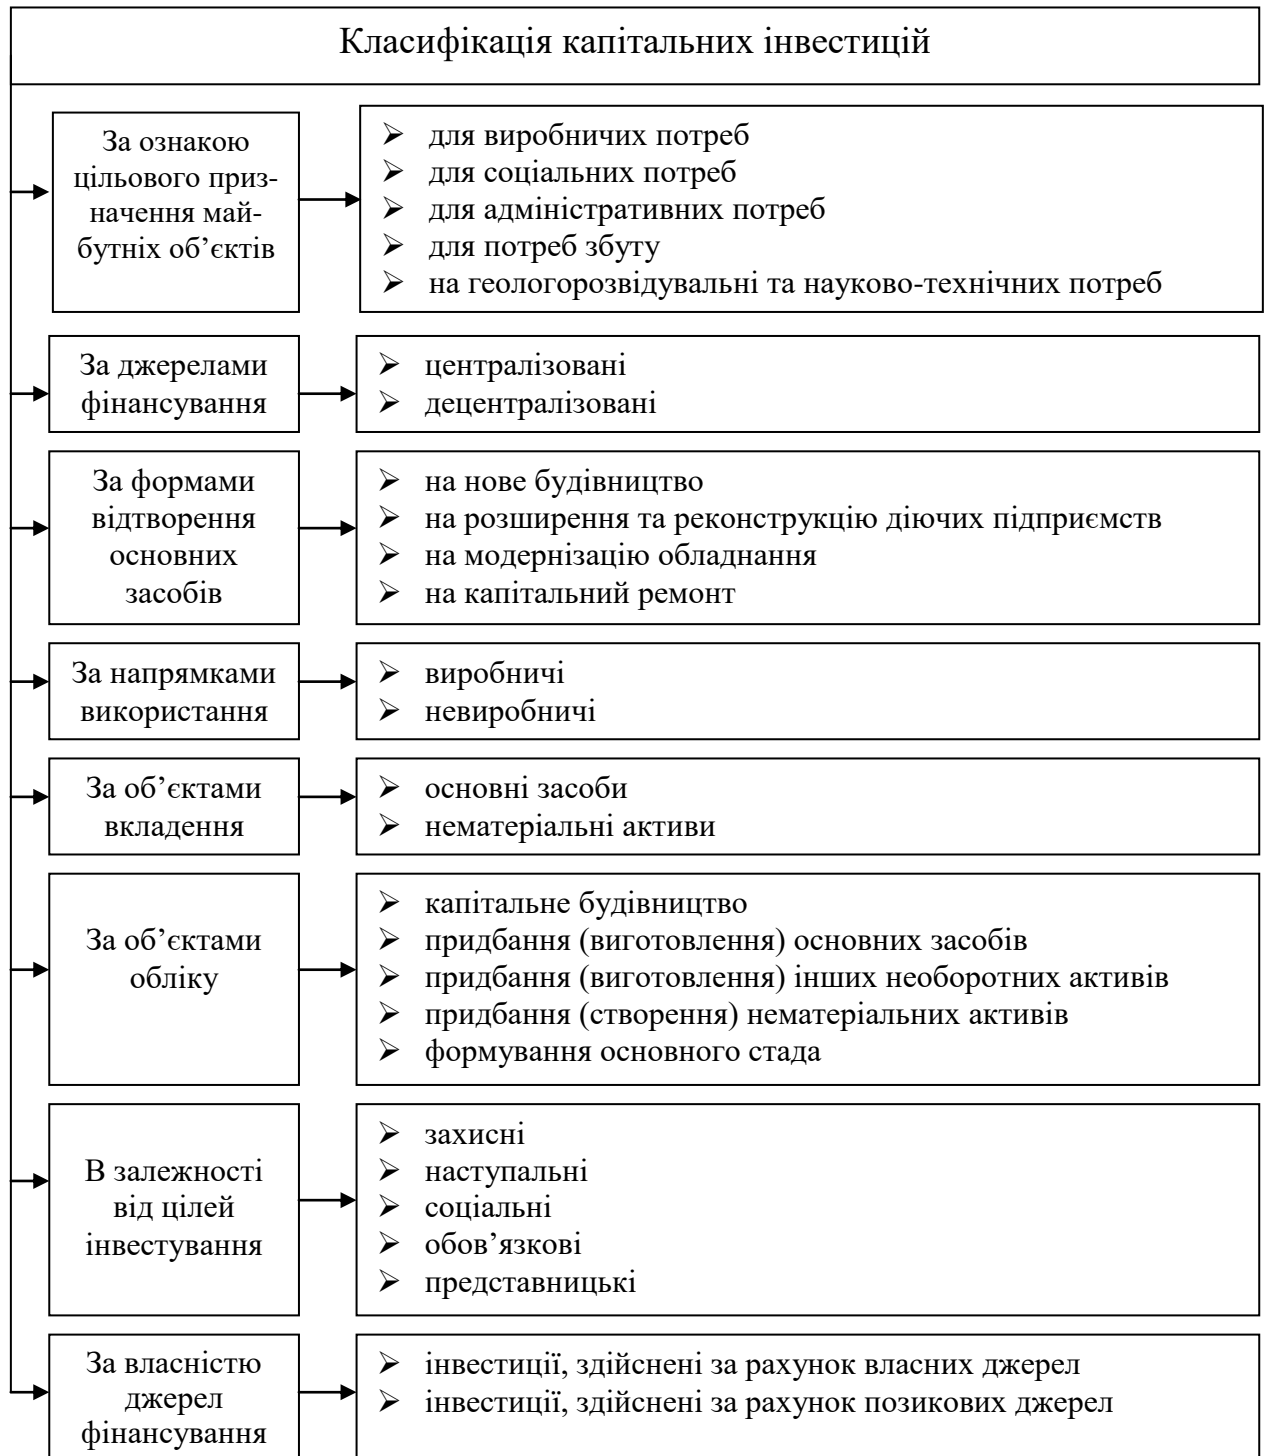 Класифікація капітальних інвестицій
За ознакою
цільового приз-
начення май-
бутніх об’єктів
➢ для виробничих потреб
➢ для соціальних потреб
➢ для адміністративних потреб
➢ для потреб збуту
➢ на геологорозвідувальні та науково-технічних потреб
За джерелами
фінансування
➢ централізовані
➢ децентралізовані
За формами
відтворення
основних
засобів
➢ на нове будівництво
➢ на розширення та реконструкцію діючих підприємств
➢ на модернізацію обладнання
➢ на капітальний ремонт
За напрямками
використання
➢ виробничі
➢ невиробничі
За об’єктами
вкладення
➢ основні засоби
➢ нематеріальні активи
За об’єктами
обліку
➢ капітальне будівництво
➢ придбання (виготовлення) основних засобів
➢ придбання (виготовлення) інших необоротних активів
➢ придбання (створення) нематеріальних активів
➢ формування основного стада
В залежності
від цілей
інвестування
➢ захисні
➢ наступальні
➢ соціальні
➢ обов’язкові
➢ представницькі
За власністю
джерел
фінансування
➢ інвестиції, здійснені за рахунок власних джерел
➢ інвестиції, здійснені за рахунок позикових джерел